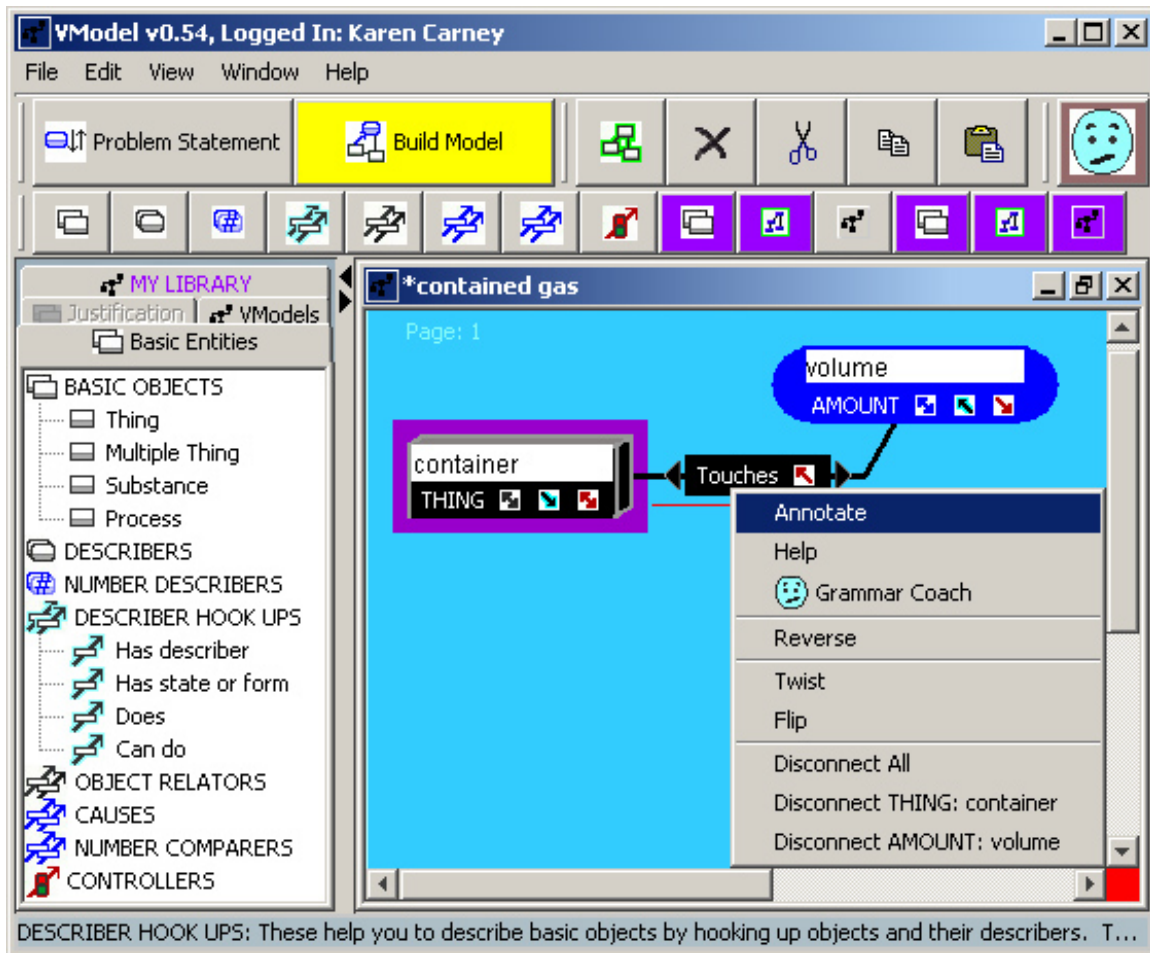 VModel v0.54, Logged In: Karen Carney
File Edit View Window Help
Problem Statement Build Model
MY LIBRARY
Justification VModels
Basic Entities
BASIC OBJECTS
Thing
Multiple Thing
Substance
Process
DESCRIBERS
NUMBER DESCRIBERS
DESCRIBER HOOK UPS
Has describer
Has state or form
Does
Can do
OBJECT RELATORS
CAUSES
NUMBER COMPARERS
CONTROLLERS
*contained gas
Page: 1
volume
AMOUNT
container
THING
Touches
Annotate
Help
Grammar Coach
Reverse
Twist
Flip
Disconnect All
Disconnect THING: container
Disconnect AMOUNT: volume
DESCRIBER HOOK UPS: These help you to describe basic objects by hooking up objects and their describers. T...